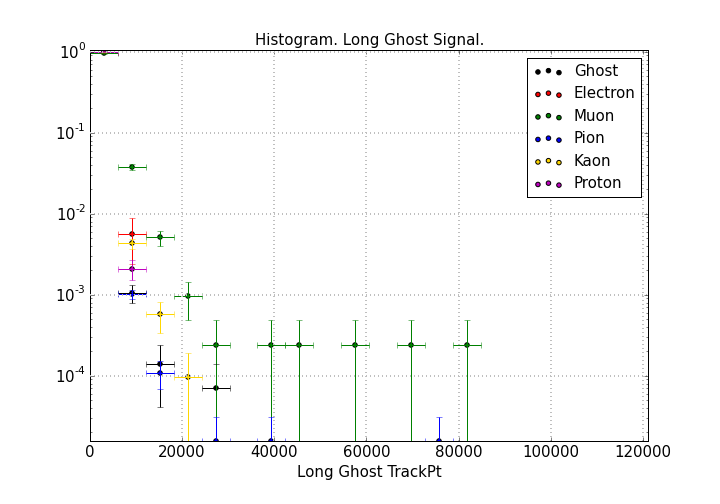 Histogram. Long Ghost Signal.
10^0
10^-1
10^-2
10^-3
10^-4
Ghost
Electron
Muon
Pion
Kaon
Proton
0 20000 40000 60000 80000 100000 120000
Long Ghost TrackPt